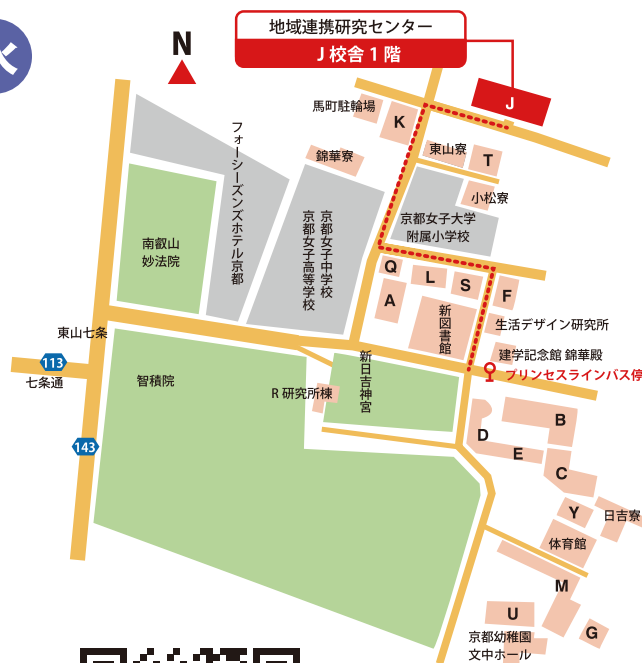 火
地域連携研究センター
J校舎1階
N
J
馬町駐輪場
K
フォーシーズンズホテル京都
錦華寮
東山寮
T
小松寮
京都女子大学
附属小学校
京都女子中学校
京都女子高等学校
南叡山
妙法院
Q
L
S
F
A
新図書館
生活デザイン研究所
東山七条
建学記念館 錦華殿
プリンセスラインバス停
113
七条通
智積院
新日吉神宮
R 研究所棟
B
D
E
C
143
Y
日吉寮
体育館
M
U
G
京都幼稚園
文中ホール